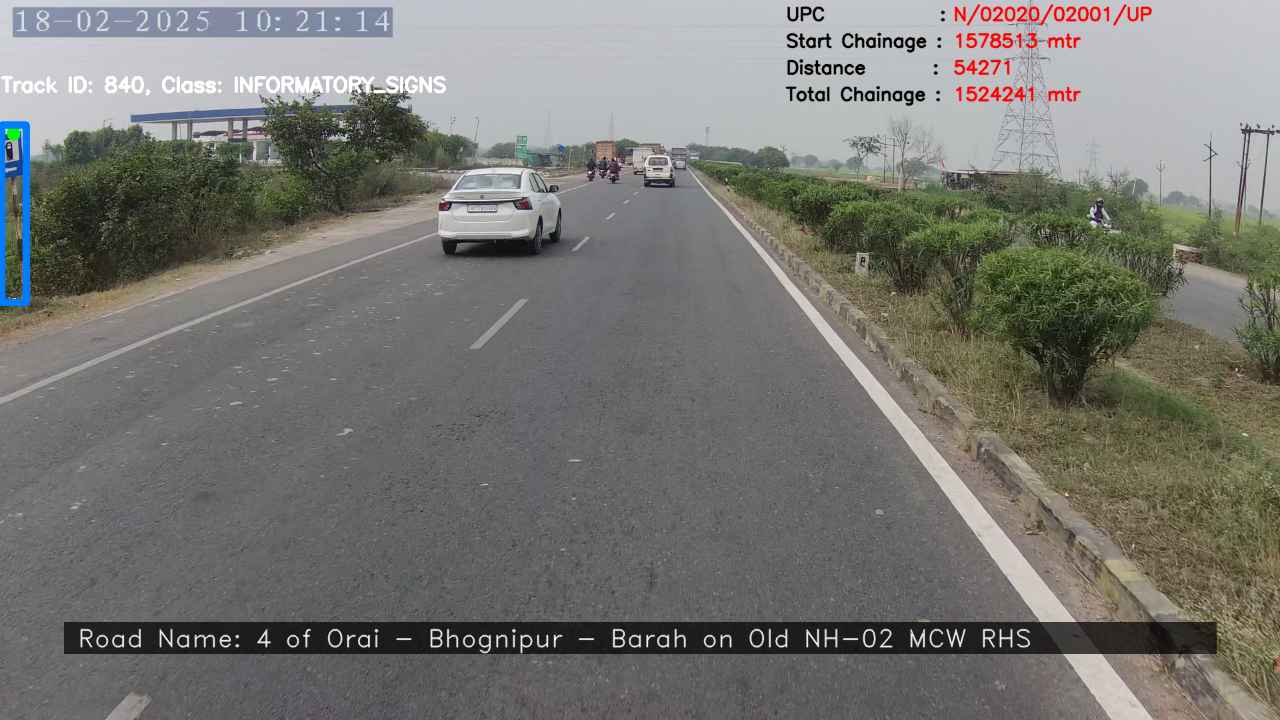 18-02-2025 10:21:14
UPC : N/02020/02001/UP
Start Chainage : 1578513 mtr
Distance : 54271
Total Chainage : 1524241 mtr
Track ID: 840, Class: INFORMATORY_SIGNS
Road Name: 4 of Orai - Bhognipur - Barah on Old NH-02 MCW RHS